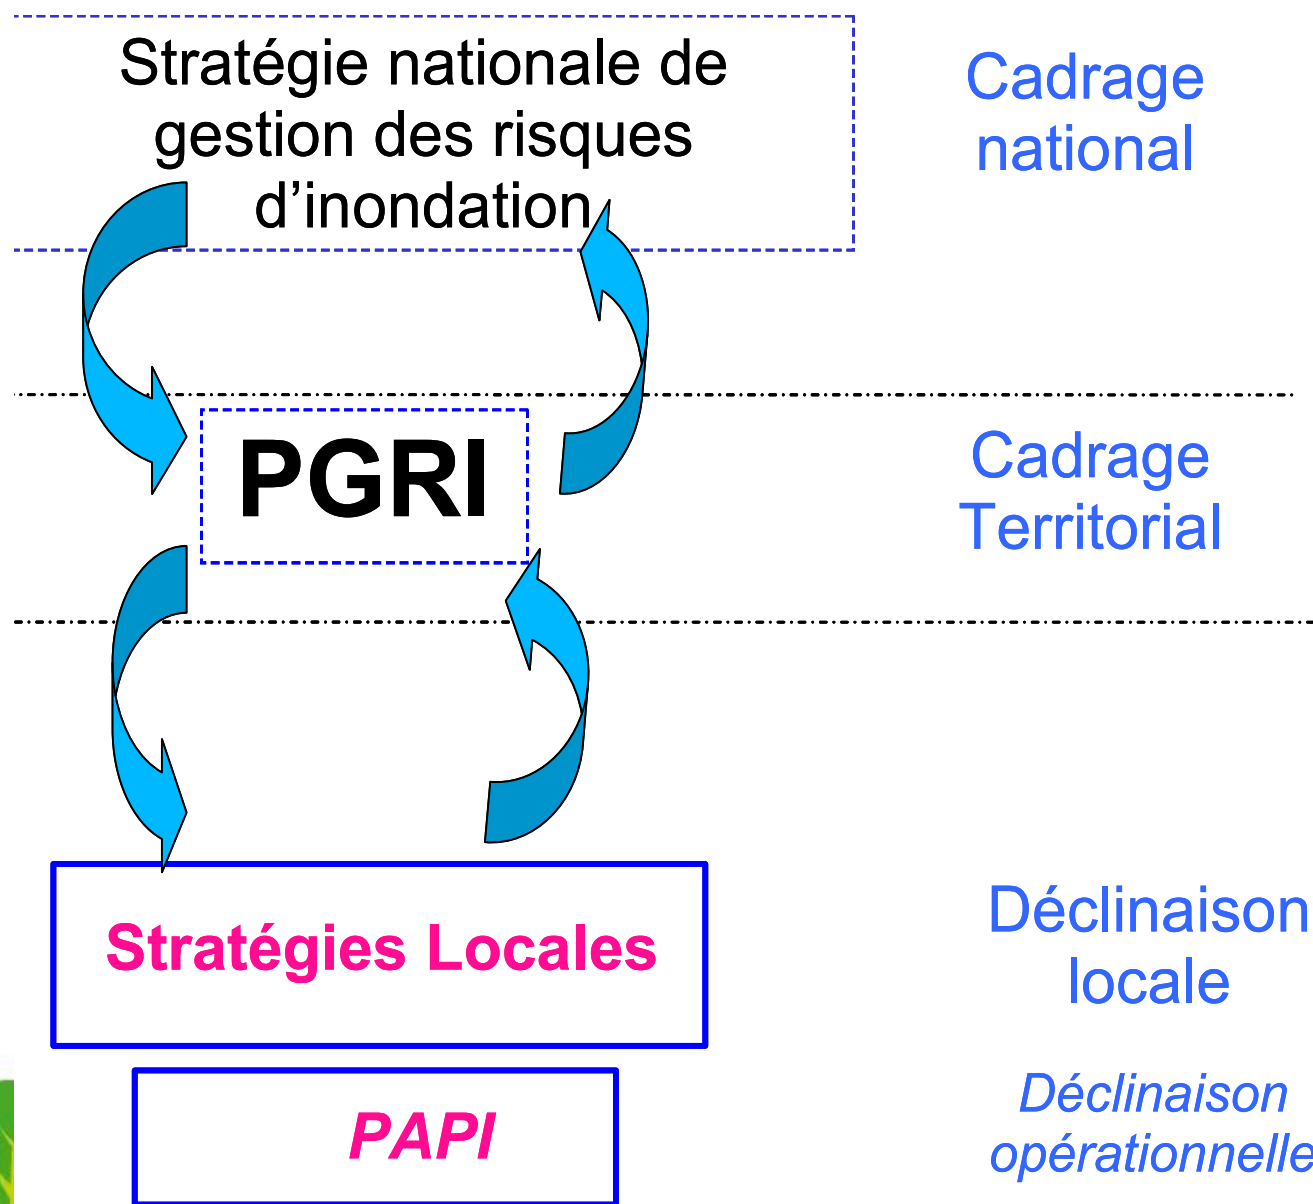 Stratégie nationale de
gestion des risques
d’inondation
Cadrage
national
PGRI
Cadrage
Territorial
Stratégies Locales
Déclinaison
locale
PAPI
Déclinaison
opérationnelle